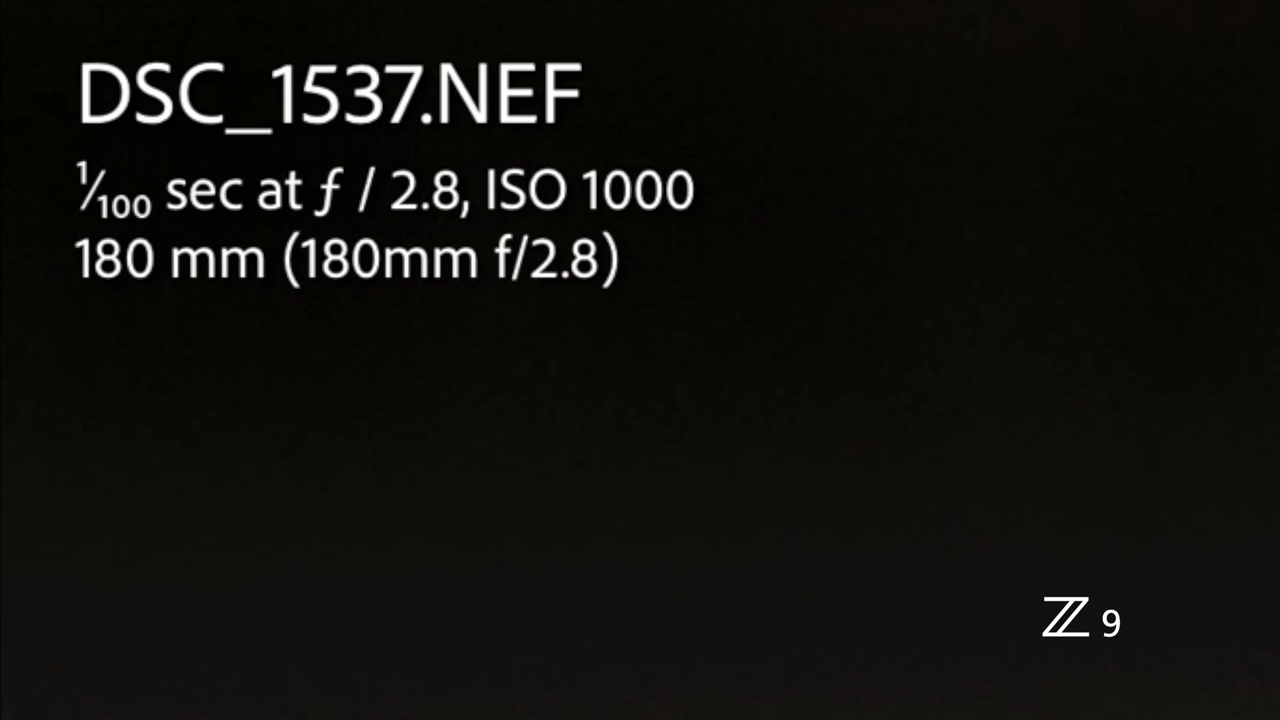 DSC_1537.NEF
¹⁄₁₀₀ sec at ƒ / 2.8, ISO 1000
180 mm (180mm f/2.8)
ℤ 9